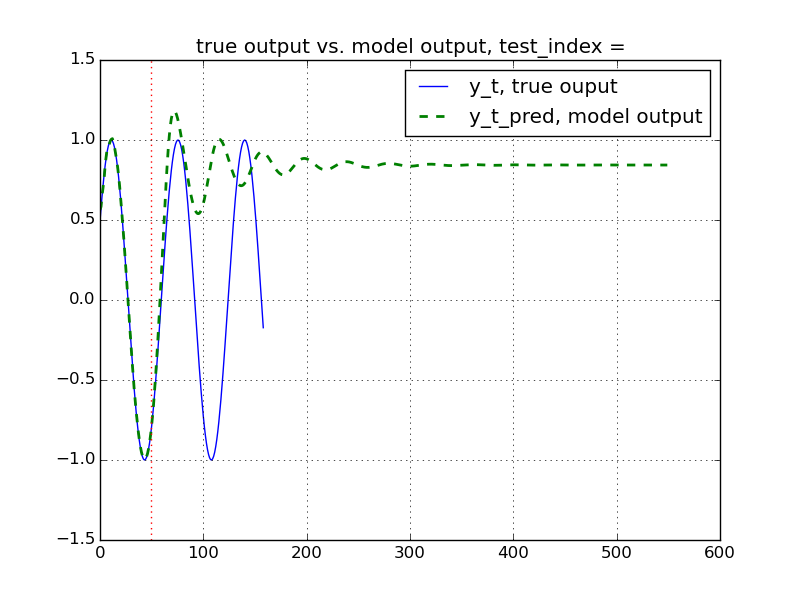 true output vs. model output, test_index =
1.5
1.0
0.5
0.0
−0.5
−1.0
−1.5
y_t, true ouput
y_t_pred, model output
0 100 200 300 400 500 600